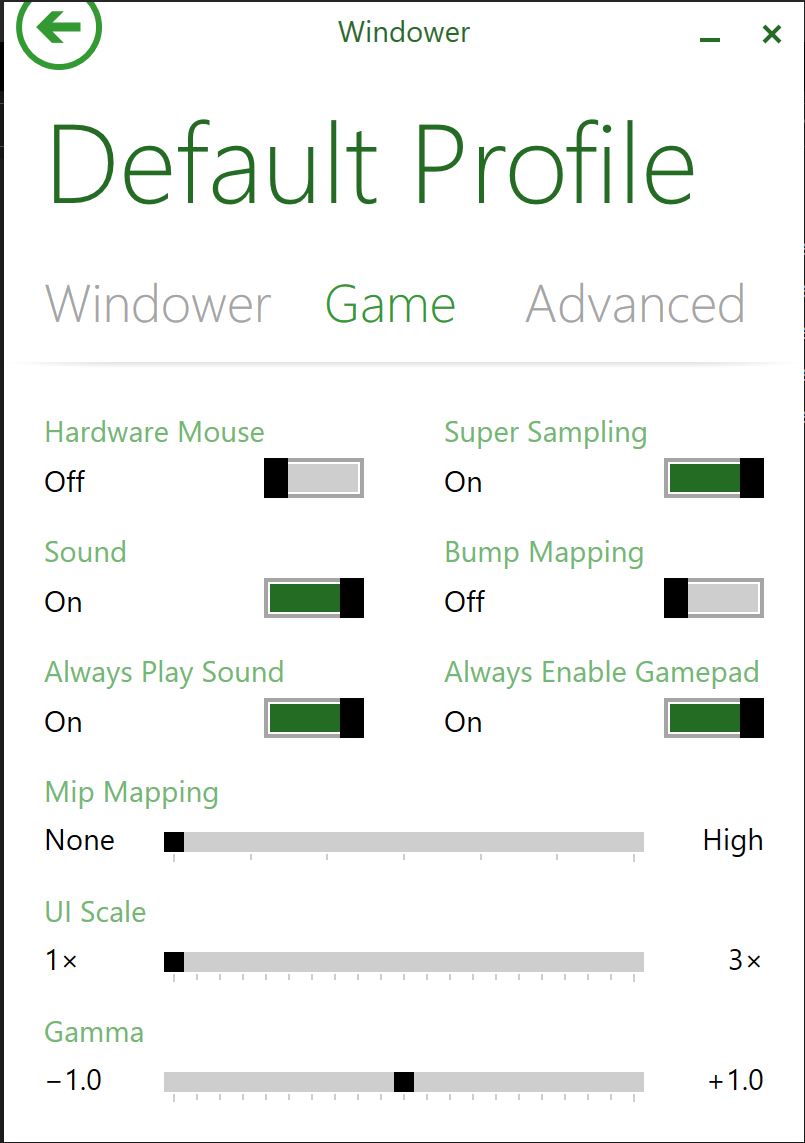 Windower
Default Profile
Windower Game Advanced
Hardware Mouse
Off
Super Sampling
On
Sound
On
Bump Mapping
Off
Always Play Sound
On
Always Enable Gamepad
On
Mip Mapping
None High
UI Scale
1× 3×
Gamma
−1.0 +1.0